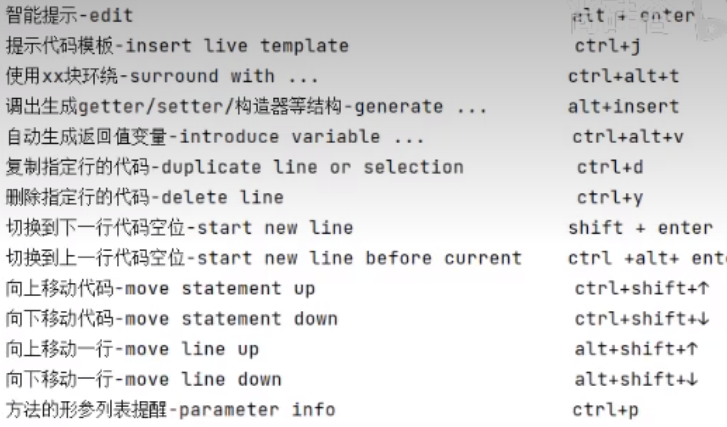 智能提示-edit alt + enter
提示代码模板-insert live template ctrl+j
使用xx块环绕-surround with ... ctrl+alt+t
调出生成getter/setter/构造器等结构-generate ... alt+insert
自动生成返回值变量-introduce variable ... ctrl+alt+v
复制指定行的代码-duplicate line or selection ctrl+d
删除指定行的代码-delete line ctrl+y
切换到下一行代码空位-start new line shift + enter
切换到上一行代码空位-start new line before current ctrl +alt+ ent
向上移动代码-move statement up ctrl+shift+↑
向下移动代码-move statement down ctrl+shift+↓
向上移动一行-move line up alt+shift+↑
向下移动一行-move line down alt+shift+↓
方法的形参列表提醒-parameter info ctrl+p